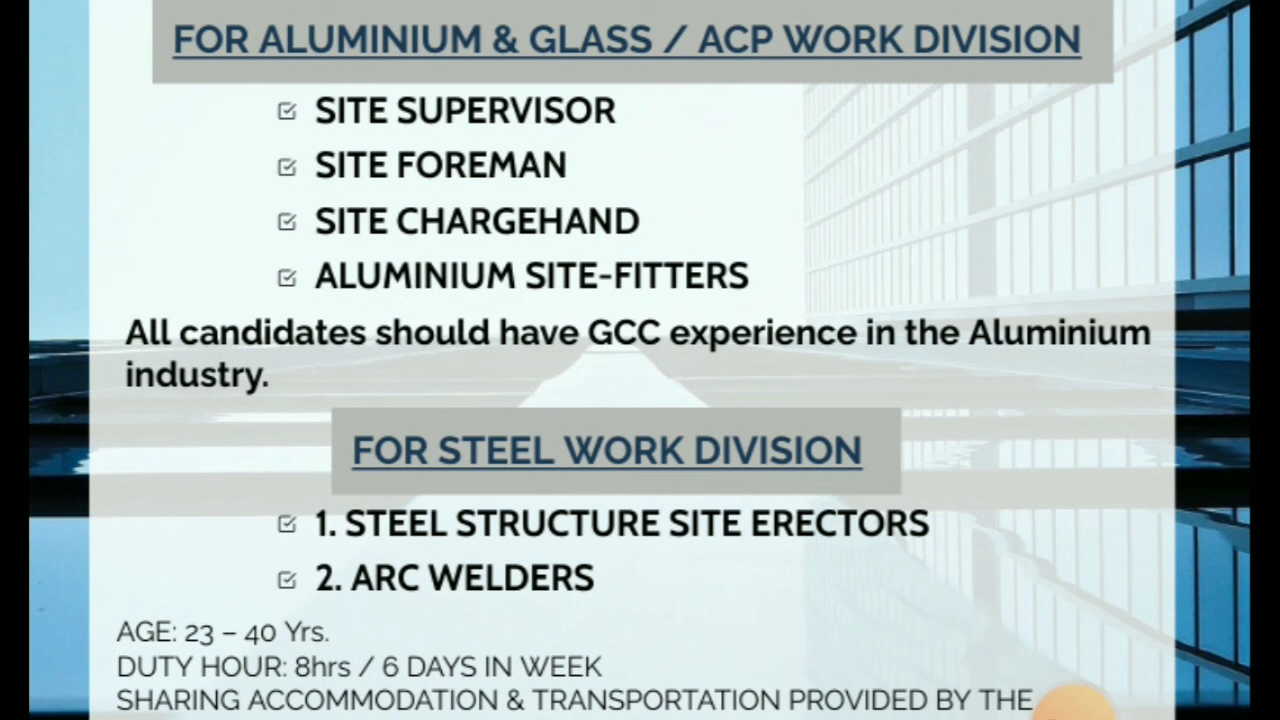 FOR ALUMINIUM & GLASS / ACP WORK DIVISION
SITE SUPERVISOR
SITE FOREMAN
SITE CHARGEHAND
ALUMINIUM SITE-FITTERS
All candidates should have GCC experience in the Aluminium
industry.
FOR STEEL WORK DIVISION
1. STEEL STRUCTURE SITE ERECTORS
2. ARC WELDERS
AGE: 23 – 40 Yrs.
DUTY HOUR: 8hrs / 6 DAYS IN WEEK
SHARING ACCOMMODATION & TRANSPORTATION PROVIDED BY THE